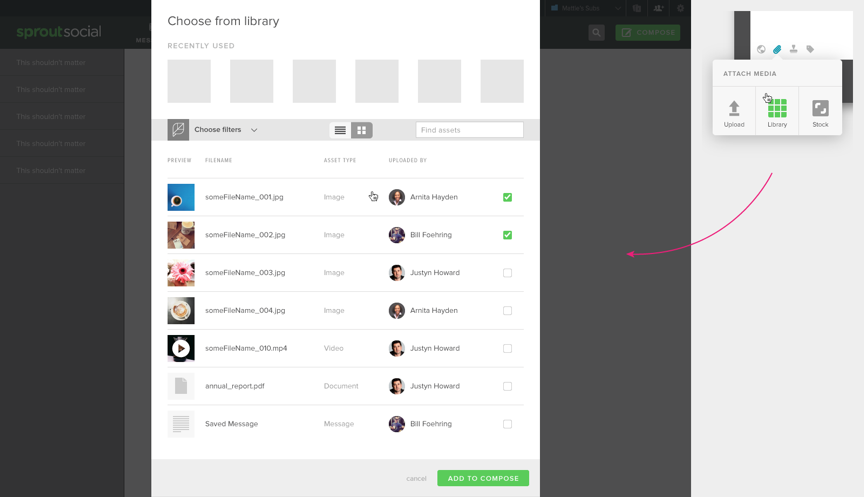 Choose from library
RECENTLY USED
sproutsocial
MES
COMPOSE
This shouldn't matter
This shouldn't matter
This shouldn't matter
This shouldn't matter
This shouldn't matter
Choose filters
Find assets
PREVIEW FILENAME ASSET TYPE UPLOADED BY
someFileName_001.jpg Image Arnita Hayden
someFileName_002.jpg Image Bill Foehring
someFileName_003.jpg Image Justyn Howard
someFileName_004.jpg Image Arnita Hayden
someFileName_010.mp4 Video Justyn Howard
annual_report.pdf Document Justyn Howard
Saved Message Message Bill Foehring
cancel ADD TO COMPOSE
ATTACH MEDIA
Upload Library Stock